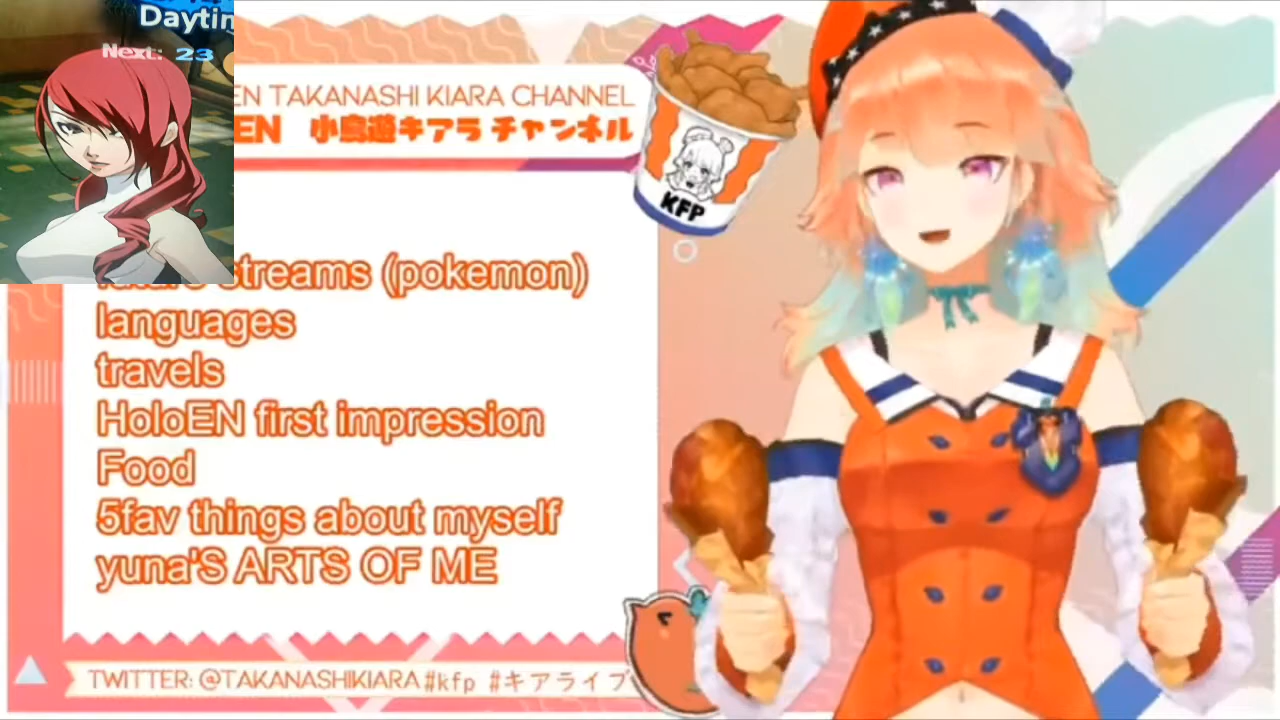 Daytim
Next: 23
EN TAKANASHI KIARA CHANNEL
EN 小鳥遊キアラ チャンネル
KFP
streams (pokemon)
languages
travels
HoloEN first impression
Food
5fav things about myself
yuna'S ARTS OF ME
TWITTER: @TAKANASHIKIARA #kfp #キアライブ